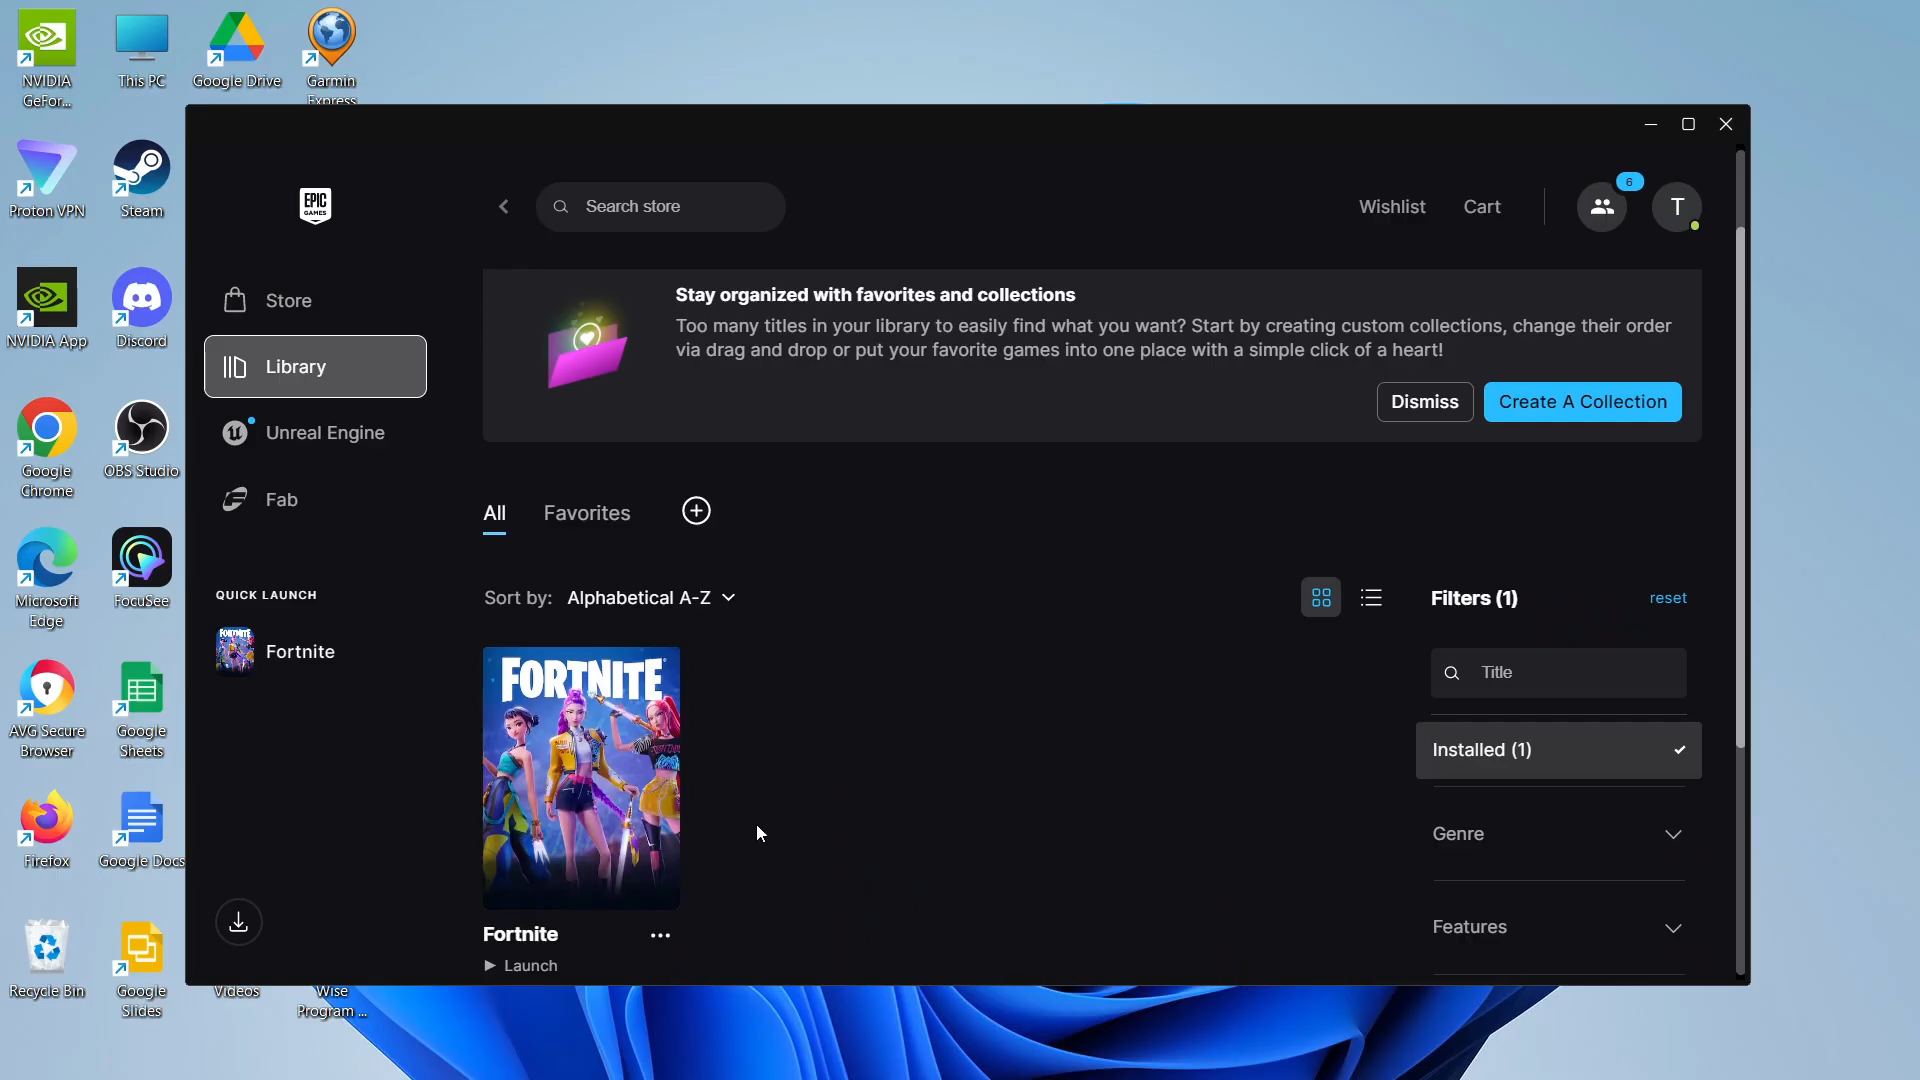 NVIDIA
GeFor...
This PC
Google Drive
Garmin
Express
Proton VPN
Steam
NVIDIA App
Discord
Google
Chrome
OBS Studio
Microsoft
Edge
FocuSee
AVG Secure
Browser
Google
Sheets
Firefox
Google Docs
Recycle Bin
Google
Slides
Videos
Wise
Program ...
EPIC
GAMES
Search store
Wishlist
Cart
6
T
Store
Library
Unreal Engine
Fab
QUICK LAUNCH
FORTNITE
Fortnite
Stay organized with favorites and collections
Too many titles in your library to easily find what you want? Start by creating custom collections, change their order
via drag and drop or put your favorite games into one place with a simple click of a heart!
Dismiss
Create A Collection
All
Favorites
Sort by: Alphabetical A-Z
FORTNITE
Fortnite
Launch
Filters (1)
reset
Title
Installed (1)
Genre
Features